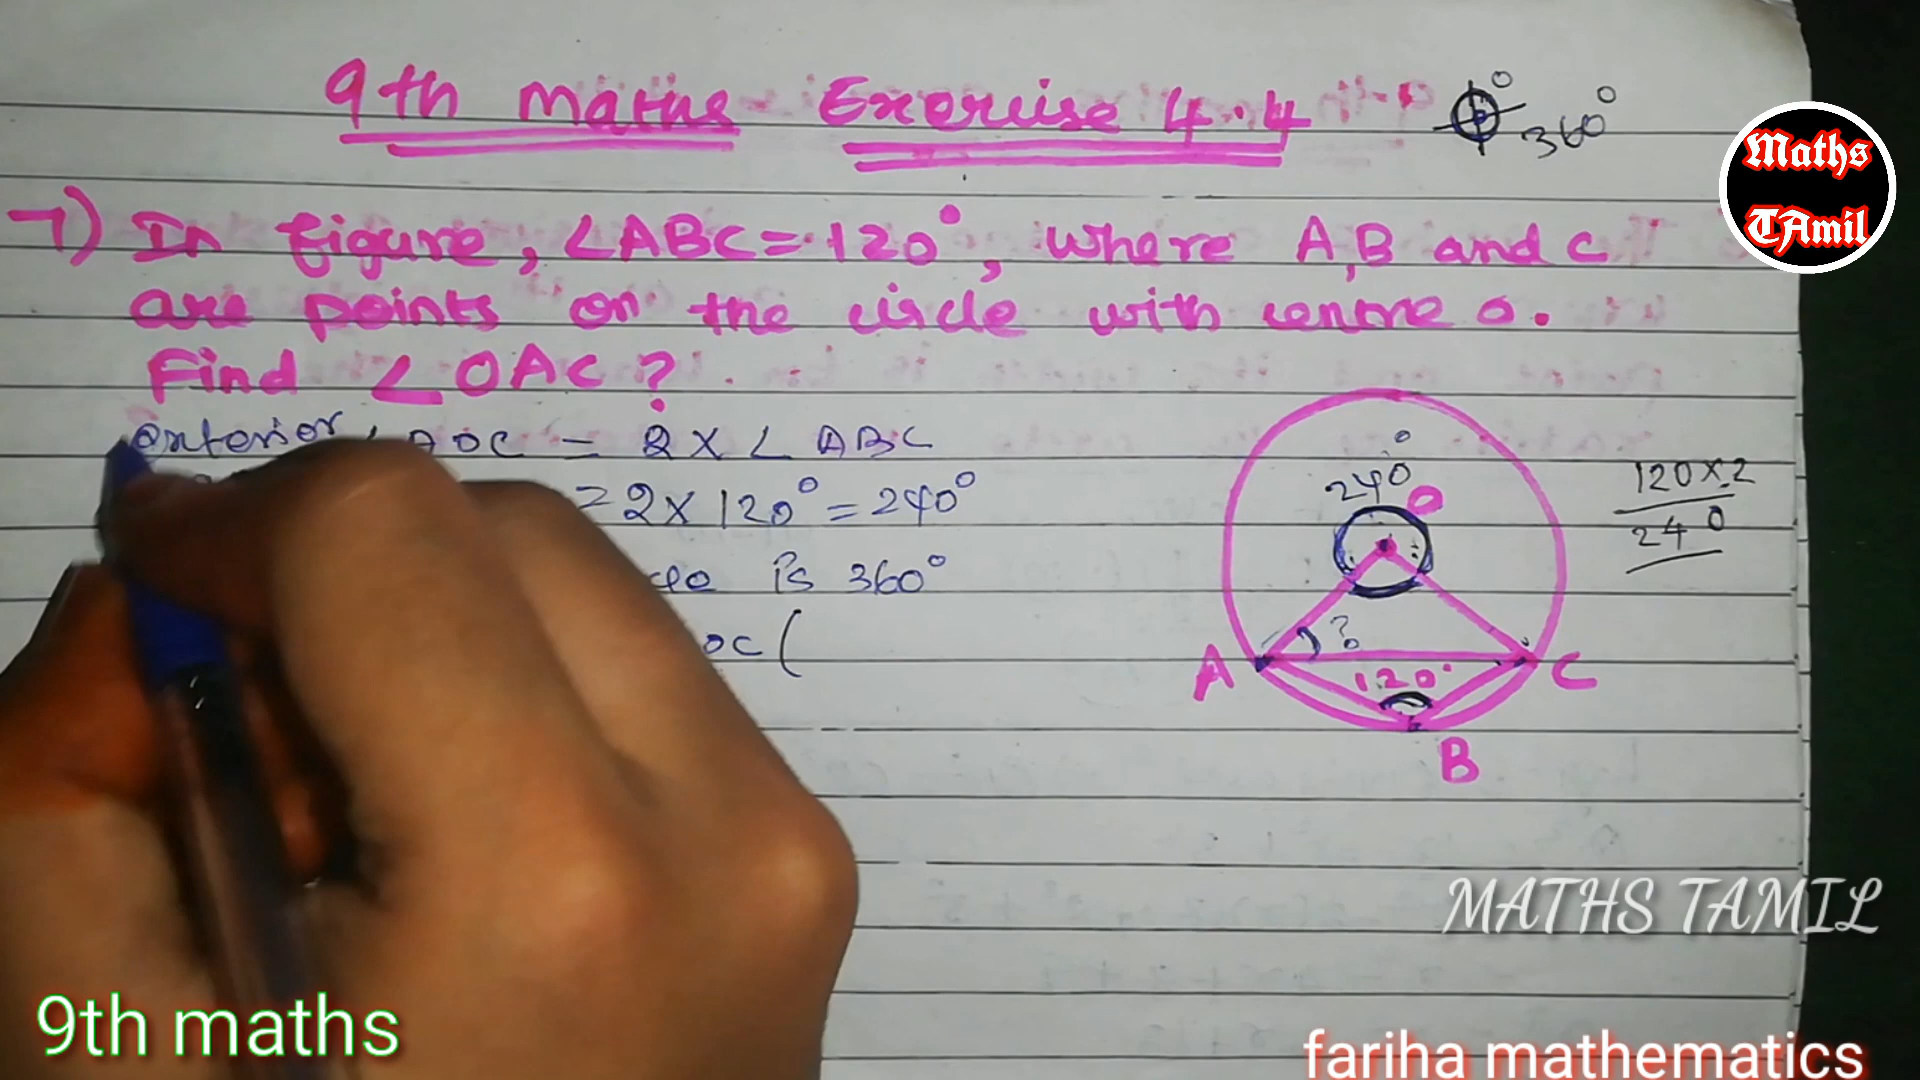 9th maths Exercise 4.4
360°
Maths
TAmil
7) In figure, ∠ABC = 120°, where A, B and C
are points on the circle with centre o.
Find ∠OAC?
exterior ∠AOC = 2 × ∠ABC
= 2 × 120° = 240°
is 360°
OC (
240°
O
120×2
240
?
A
120°
C
B
MATHS TAMIL
9th maths
fariha mathematics